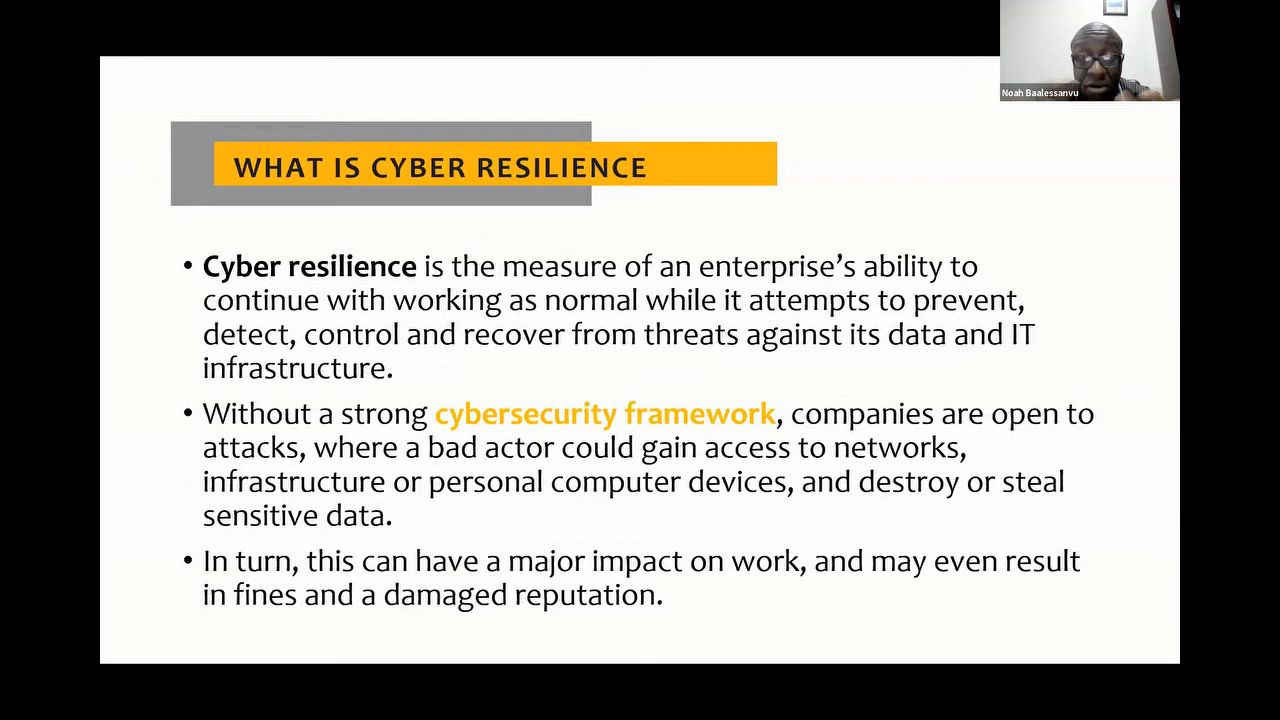 Noah Baalessanvu
WHAT IS CYBER RESILIENCE
• Cyber resilience is the measure of an enterprise’s ability to
continue with working as normal while it attempts to prevent,
detect, control and recover from threats against its data and IT
infrastructure.
• Without a strong cybersecurity framework, companies are open to
attacks, where a bad actor could gain access to networks,
infrastructure or personal computer devices, and destroy or steal
sensitive data.
• In turn, this can have a major impact on work, and may even result
in fines and a damaged reputation.